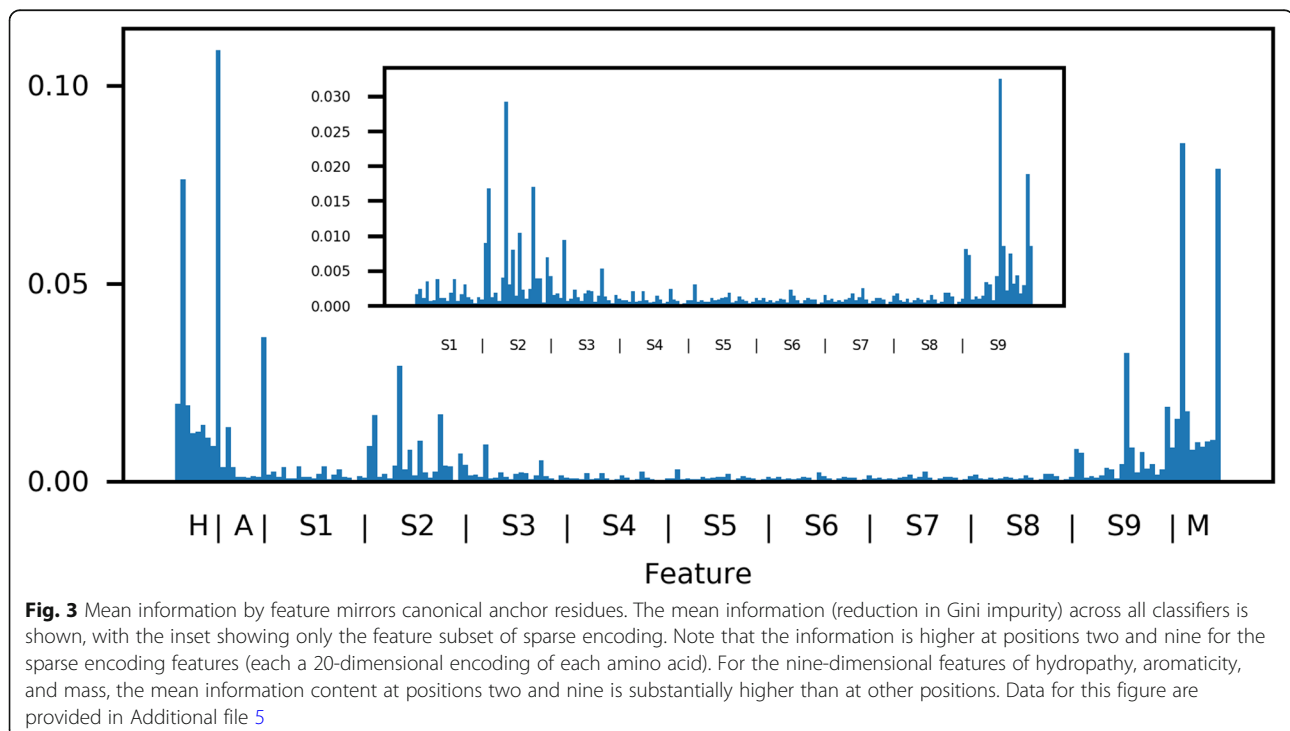 0.10
0.05
0.00
0.030
0.025
0.020
0.015
0.010
0.005
0.000
S1 | S2 | S3 | S4 | S5 | S6 | S7 | S8 | S9
H | A | S1 | S2 | S3 | S4 | S5 | S6 | S7 | S8 | S9 | M
Feature
Fig. 3 Mean information by feature mirrors canonical anchor residues. The mean information (reduction in Gini impurity) across all classifiers is
shown, with the inset showing only the feature subset of sparse encoding. Note that the information is higher at positions two and nine for the
sparse encoding features (each a 20-dimensional encoding of each amino acid). For the nine-dimensional features of hydropathy, aromaticity,
and mass, the mean information content at positions two and nine is substantially higher than at other positions. Data for this figure are
provided in Additional file 5